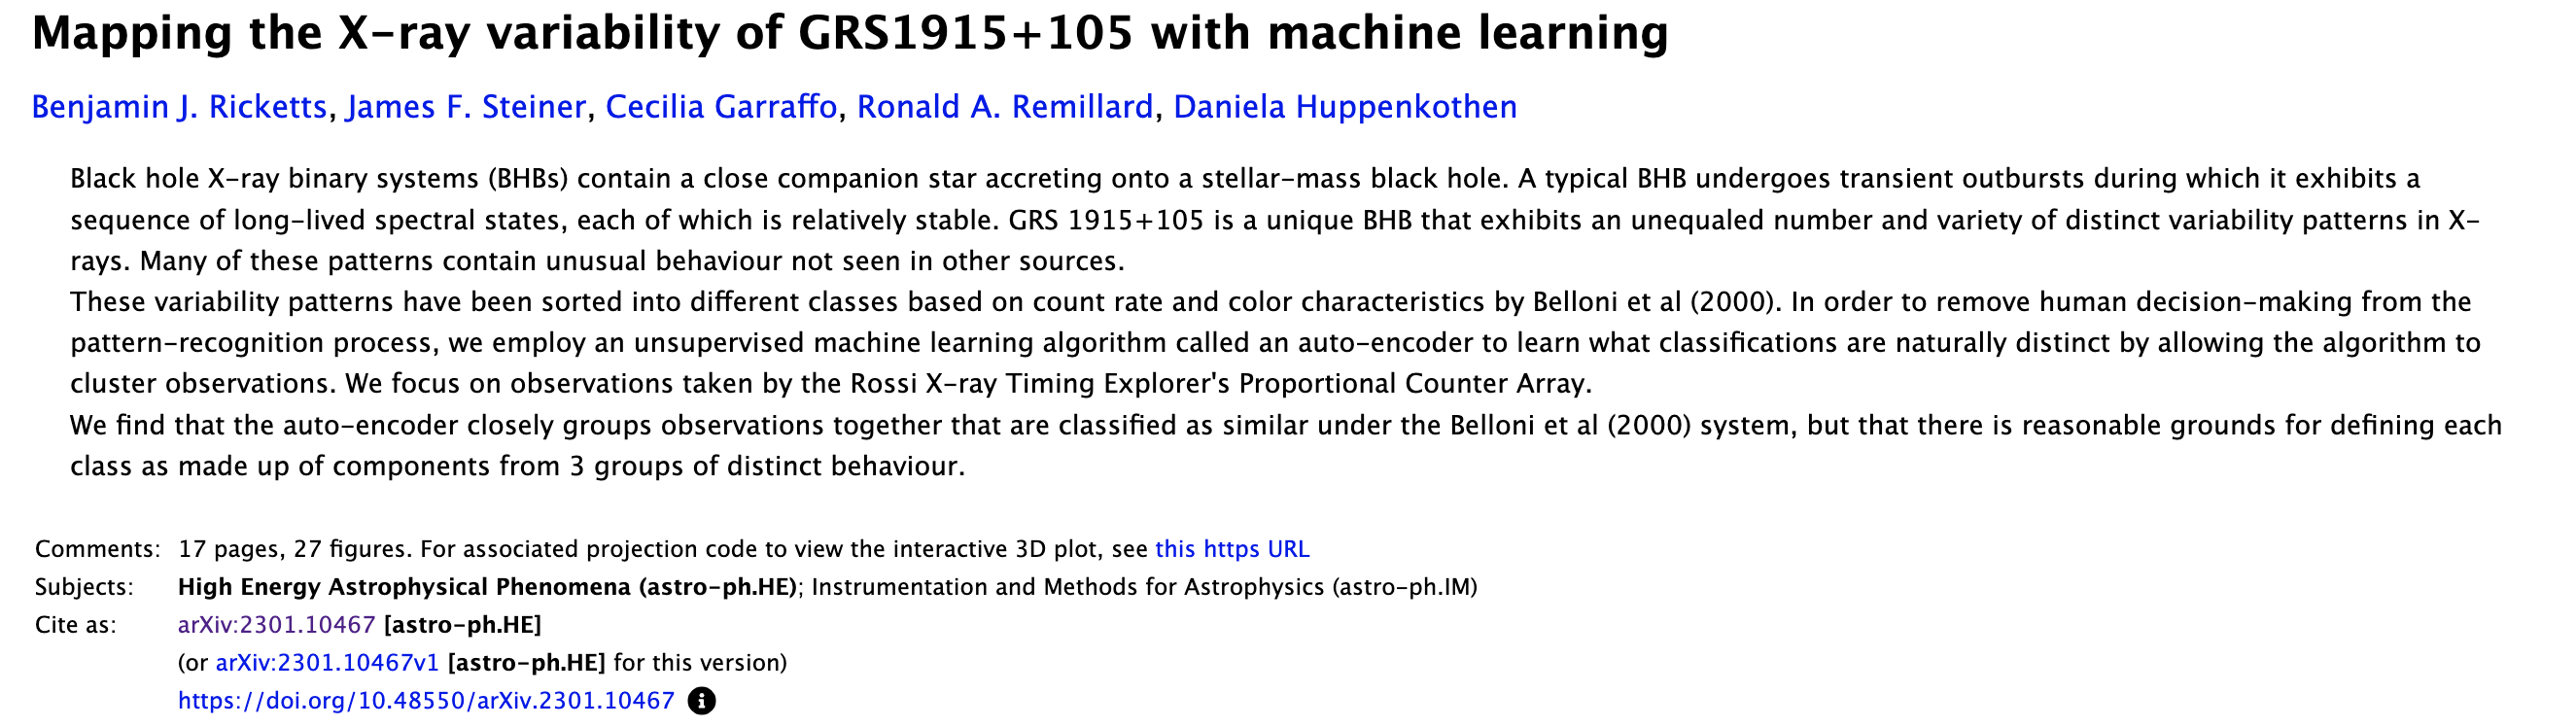 Mapping the X-ray variability of GRS1915+105 with machine learning
Benjamin J. Ricketts, James F. Steiner, Cecilia Garraffo, Ronald A. Remillard, Daniela Huppenkothen
Black hole X-ray binary systems (BHBs) contain a close companion star accreting onto a stellar-mass black hole. A typical BHB undergoes transient outbursts during which it exhibits a
sequence of long-lived spectral states, each of which is relatively stable. GRS 1915+105 is a unique BHB that exhibits an unequaled number and variety of distinct variability patterns in X-
rays. Many of these patterns contain unusual behaviour not seen in other sources.
These variability patterns have been sorted into different classes based on count rate and color characteristics by Belloni et al (2000). In order to remove human decision-making from the
pattern-recognition process, we employ an unsupervised machine learning algorithm called an auto-encoder to learn what classifications are naturally distinct by allowing the algorithm to
cluster observations. We focus on observations taken by the Rossi X-ray Timing Explorer's Proportional Counter Array.
We find that the auto-encoder closely groups observations together that are classified as similar under the Belloni et al (2000) system, but that there is reasonable grounds for defining each
class as made up of components from 3 groups of distinct behaviour.
Comments: 17 pages, 27 figures. For associated projection code to view the interactive 3D plot, see this https URL
Subjects: High Energy Astrophysical Phenomena (astro-ph.HE); Instrumentation and Methods for Astrophysics (astro-ph.IM)
Cite as: arXiv:2301.10467 [astro-ph.HE]
(or arXiv:2301.10467v1 [astro-ph.HE] for this version)
https://doi.org/10.48550/arXiv.2301.10467